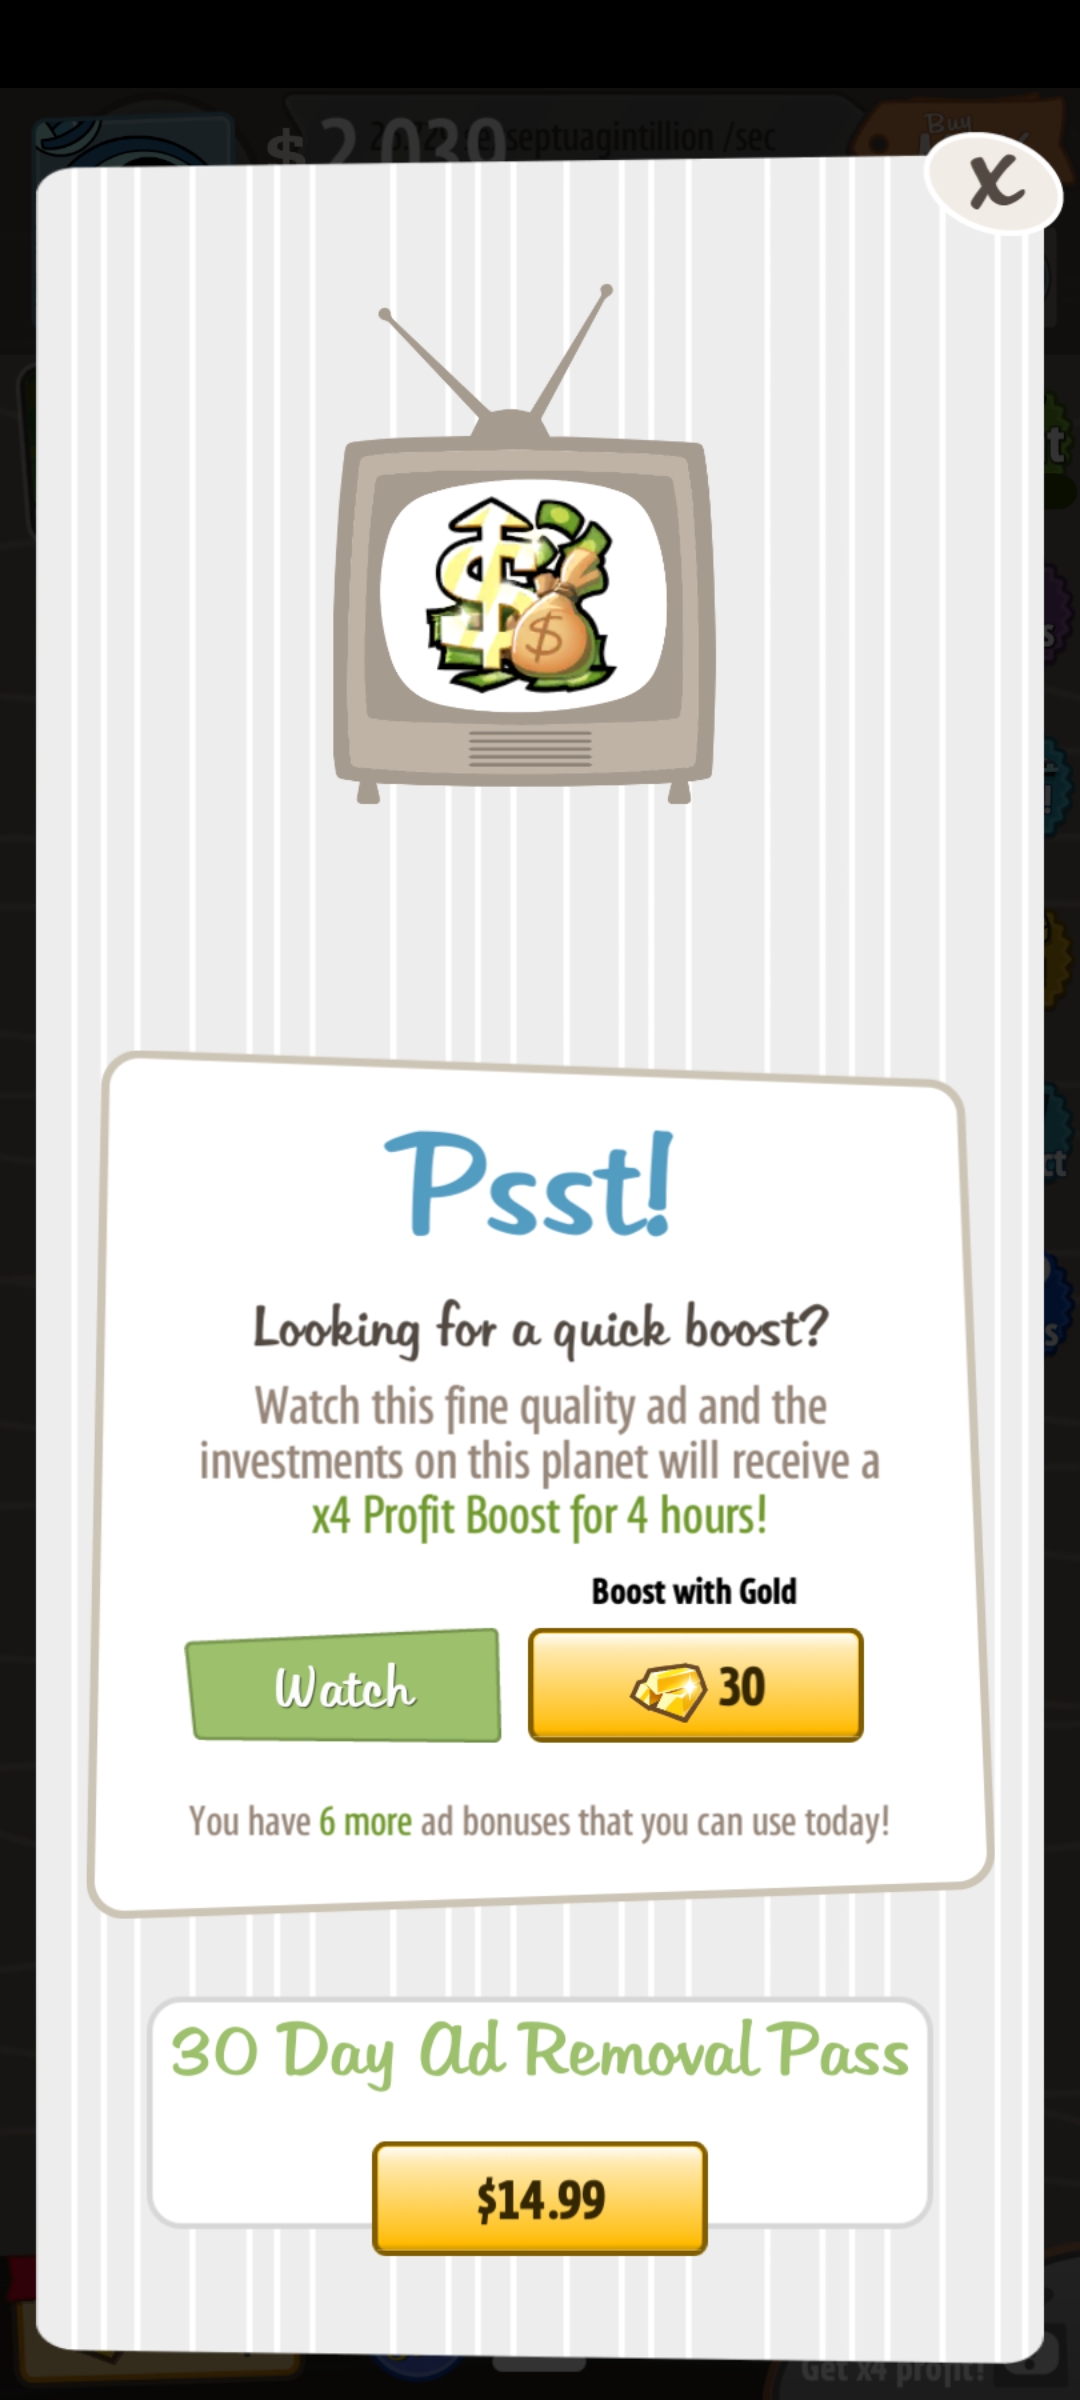 $ 2.039
septuagintillion /sec
Buy
X
Psst!
Looking for a quick boost?
Watch this fine quality ad and the
investments on this planet will receive a
x4 Profit Boost for 4 hours!
Boost with Gold
Watch
30
You have 6 more ad bonuses that you can use today!
30 Day Ad Removal Pass
$14.99
Get x4 profit!